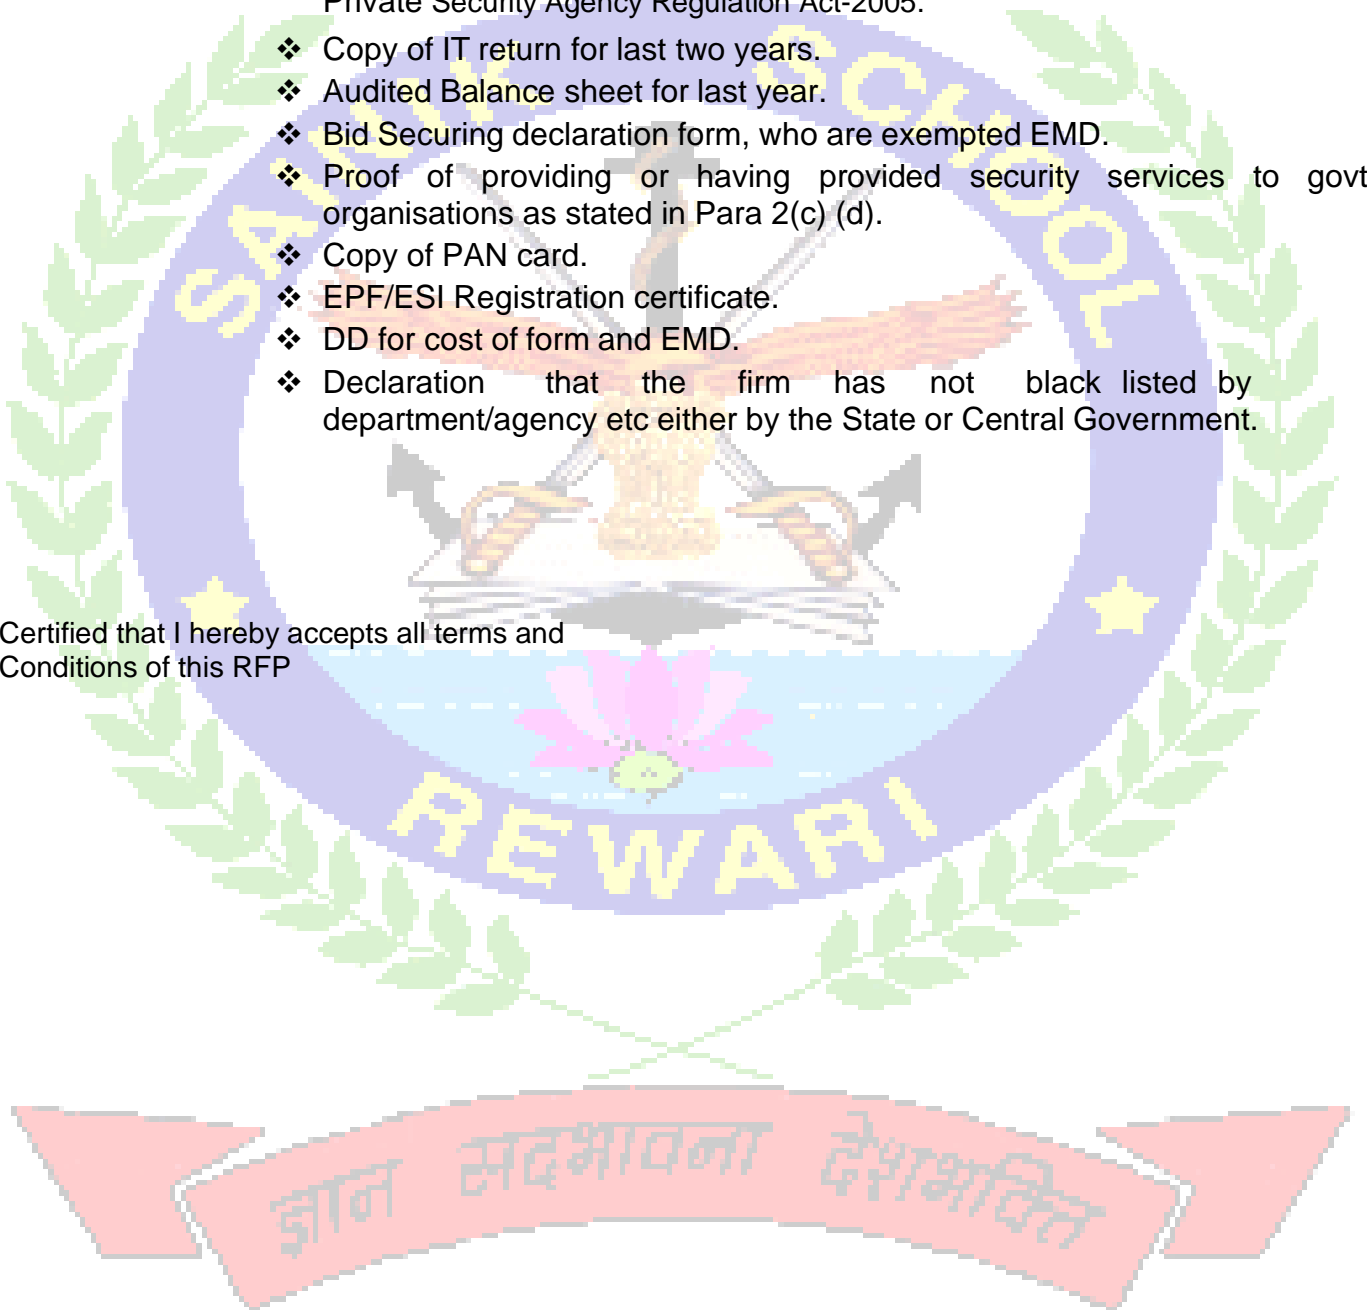 Private Security Agency Regulation Act-2005.
❖ Copy of IT return for last two years.
❖ Audited Balance sheet for last year.
❖ Bid Securing declaration form, who are exempted EMD.
❖ Proof of providing or having provided security services to govt
organisations as stated in Para 2(c) (d).
❖ Copy of PAN card.
❖ EPF/ESI Registration certificate.
❖ DD for cost of form and EMD.
❖ Declaration that the firm has not black listed by
department/agency etc either by the State or Central Government.
Certified that I hereby accepts all terms and
Conditions of this RFP
SAINIK SCHOOL
REWARI
ज्ञान सदभावना देशभक्ति